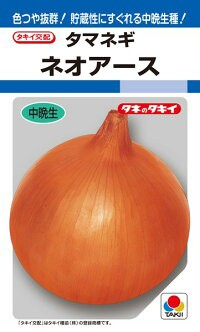 色つや抜群！ 貯蔵性にすぐれる中晩生種！
タキイ交配
タマネギ
ネオアース
タネのタキイ
中晩生
「タキイ交配」はタキイ種苗（株）の登録商標です。
TAKII